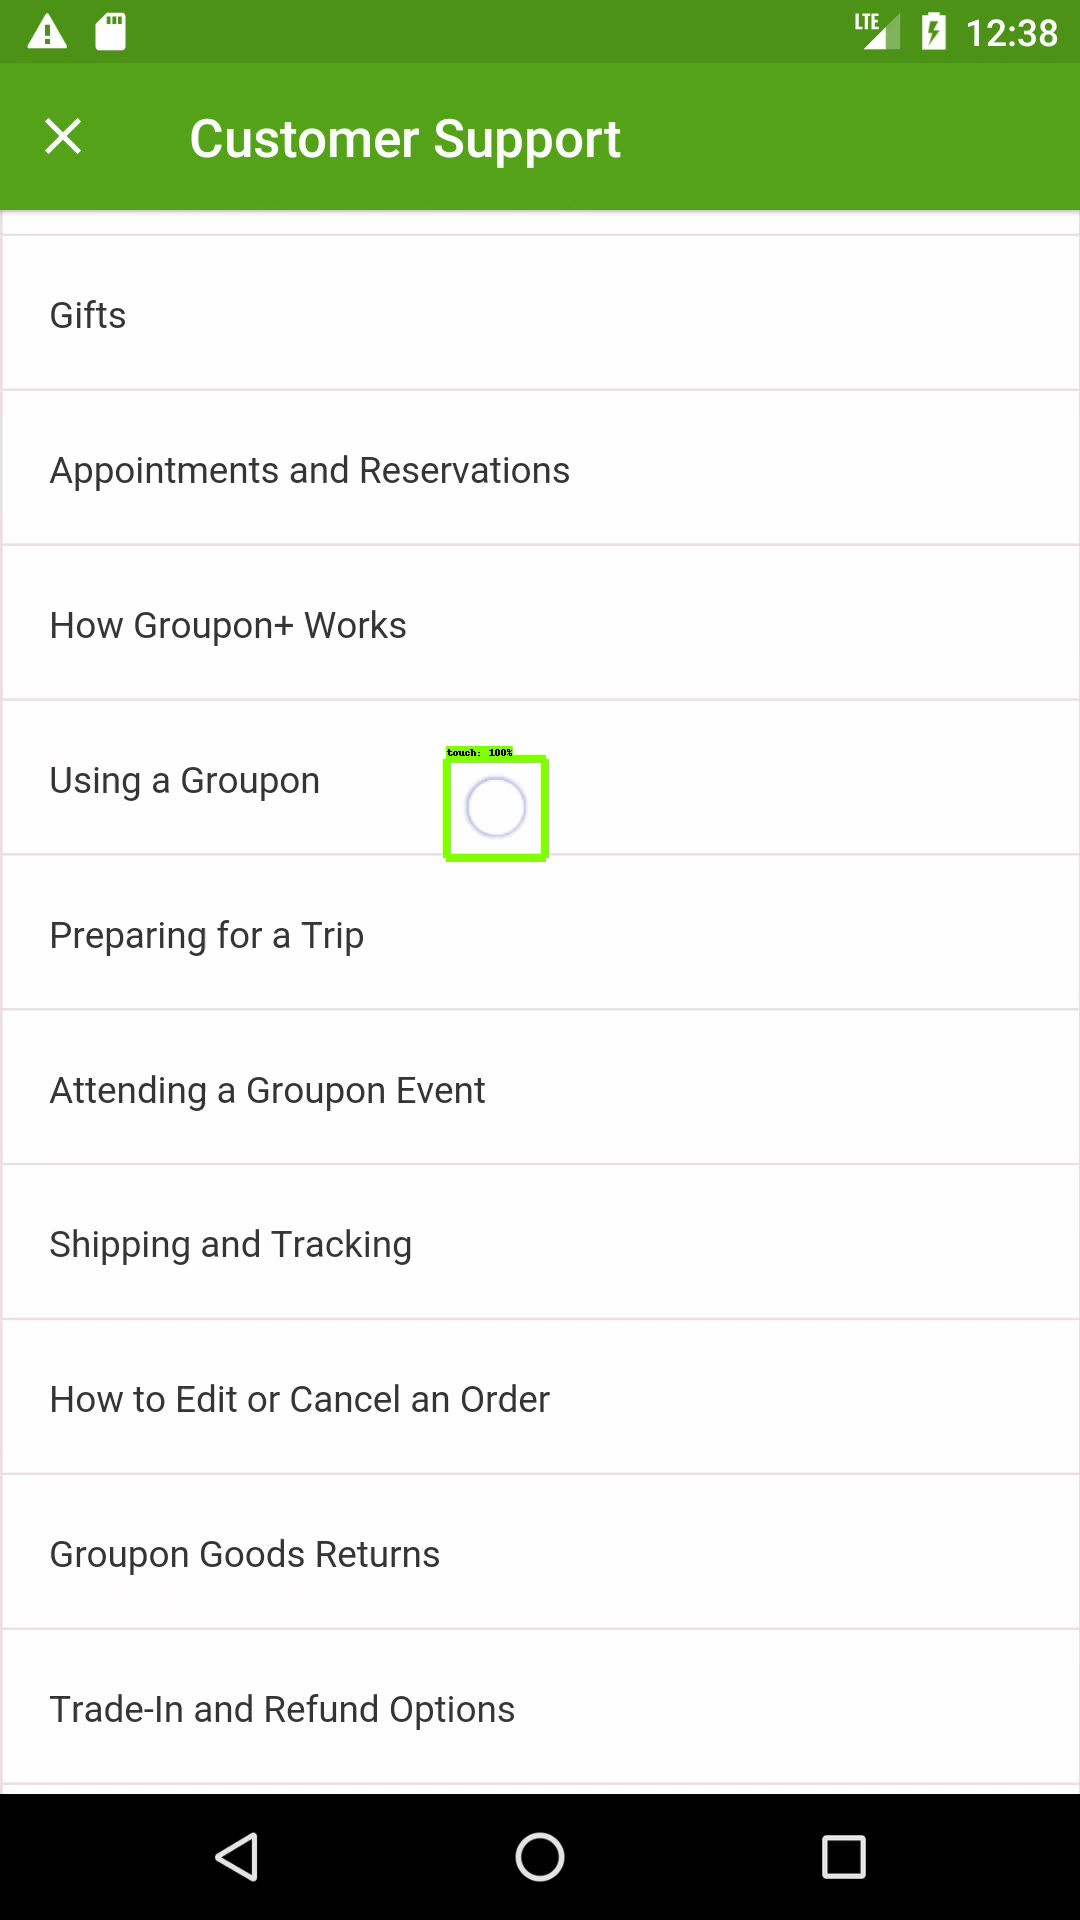 LTE 12:38
Customer Support
Gifts
Appointments and Reservations
How Groupon+ Works
touch: 100%
Using a Groupon
Preparing for a Trip
Attending a Groupon Event
Shipping and Tracking
How to Edit or Cancel an Order
Groupon Goods Returns
Trade-In and Refund Options